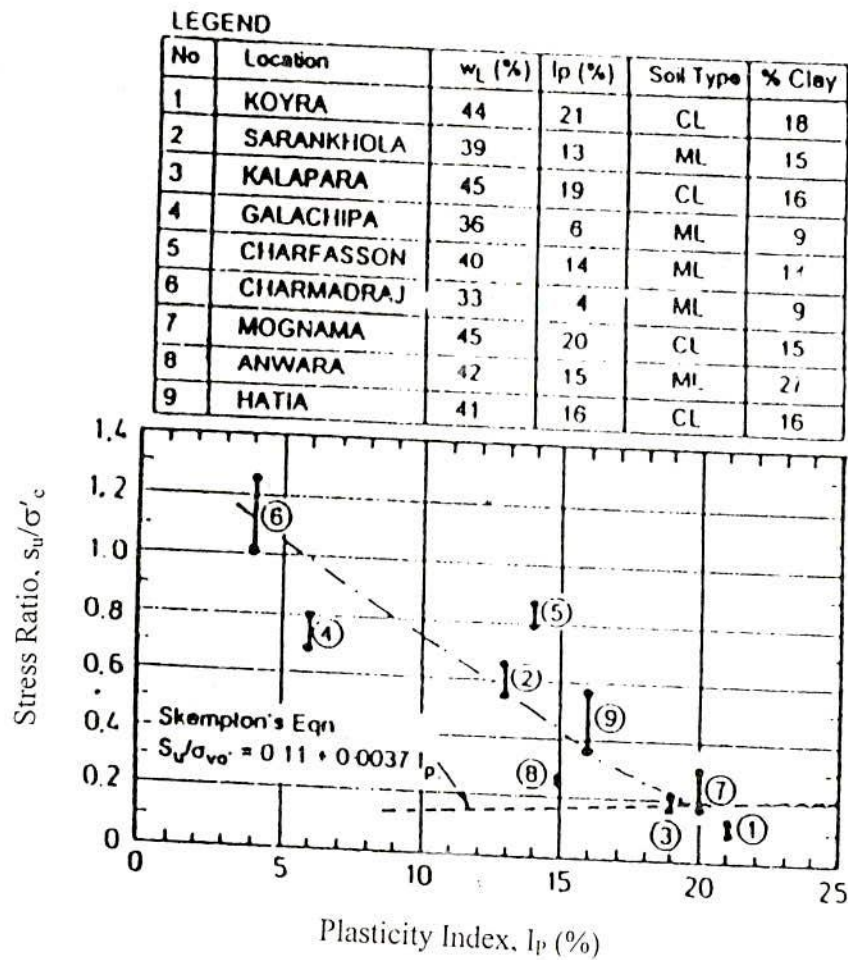 LEGEND
No Location wL (%) Ip (%) Soil Type % Clay
1 KOYRA 44 21 CL 18
2 SARANKHOLA 39 13 ML 15
3 KALAPARA 45 19 CL 16
4 GALACHIPA 36 6 ML 9
5 CHARFASSON 40 14 ML
6 CHARMADRAJ 33 4 ML 9
7 MOGNAMA 45 20 CL 15
8 ANWARA 42 15 ML
9 HATIA 41 16 CL 16
Stress Ratio, su/σ'c
1.4
1.2
1.0
0.8
0.6
0.4
0.2
0
6
4
5
2
9
8
7
3
1
Skempton's Eqn
Su/σvo' = 0.11 + 0.0037 Ip
0 5 10 15 20 25
Plasticity Index, Ip (%)